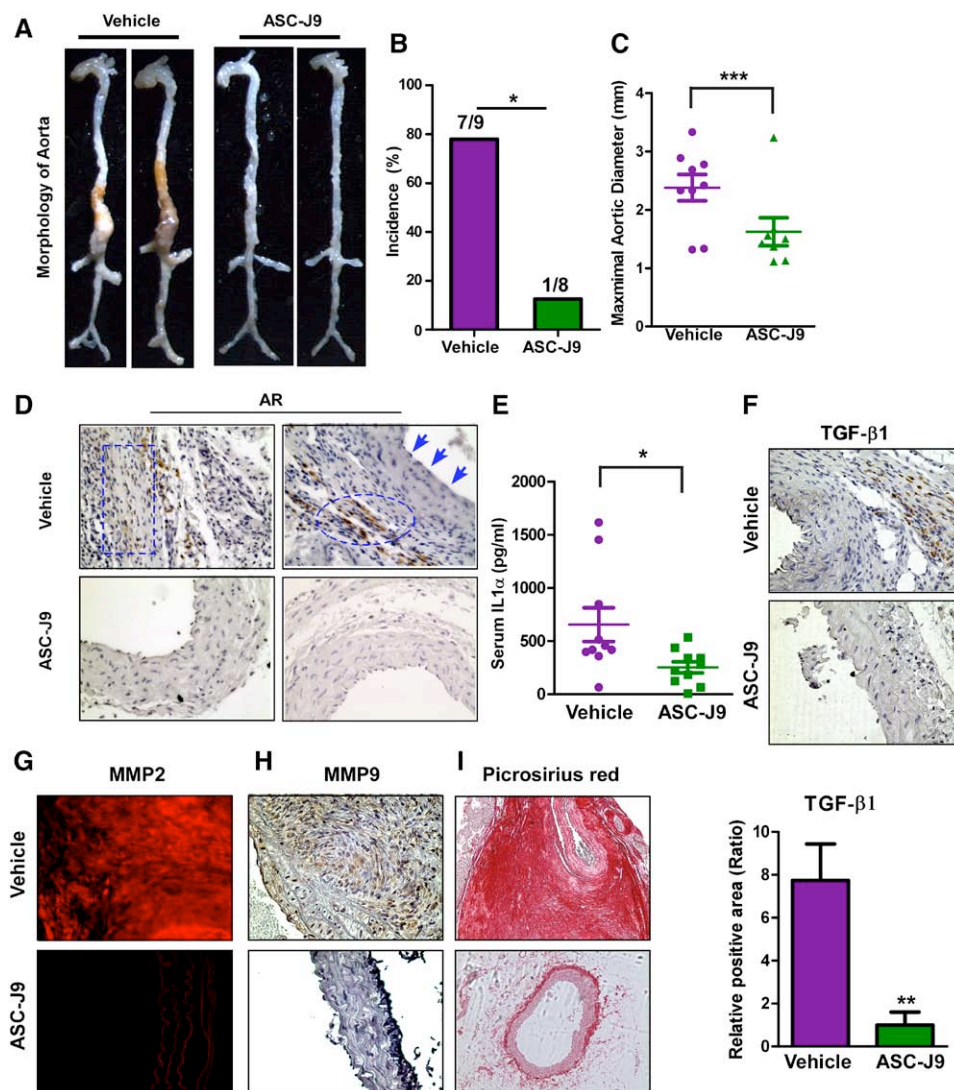 A
Vehicle
ASC-J9
Morphology of Aorta
B
100
80
60
40
20
0
Incidence (%)
*
7/9
1/8
Vehicle
ASC-J9
C
4
3
2
1
0
Maxmimal Aortic Diameter (mm)
***
Vehicle
ASC-J9
D
AR
Vehicle
ASC-J9
E
2000
1500
1000
500
0
Serum IL1α (pg/ml)
*
Vehicle
ASC-J9
F
TGF-β1
Vehicle
ASC-J9
G
MMP2
Vehicle
ASC-J9
H
MMP9
I
Picrosirius red
TGF-β1
10
8
6
4
2
0
Relative positive area (Ratio)
**
Vehicle
ASC-J9